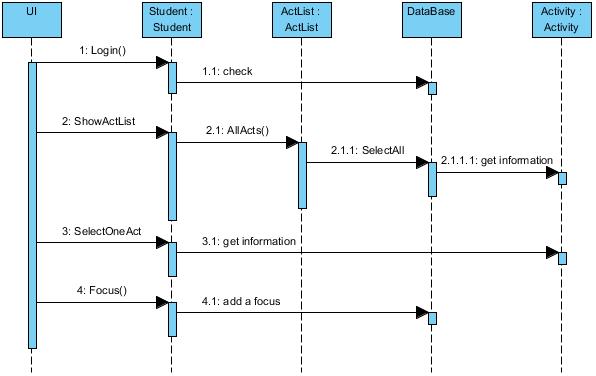 UI
Student :
Student
ActList :
ActList
DataBase
Activity :
Activity
1: Login()
1.1: check
2: ShowActList
2.1: AllActs()
2.1.1: SelectAll
2.1.1.1: get information
3: SelectOneAct
3.1: get information
4: Focus()
4.1: add a focus